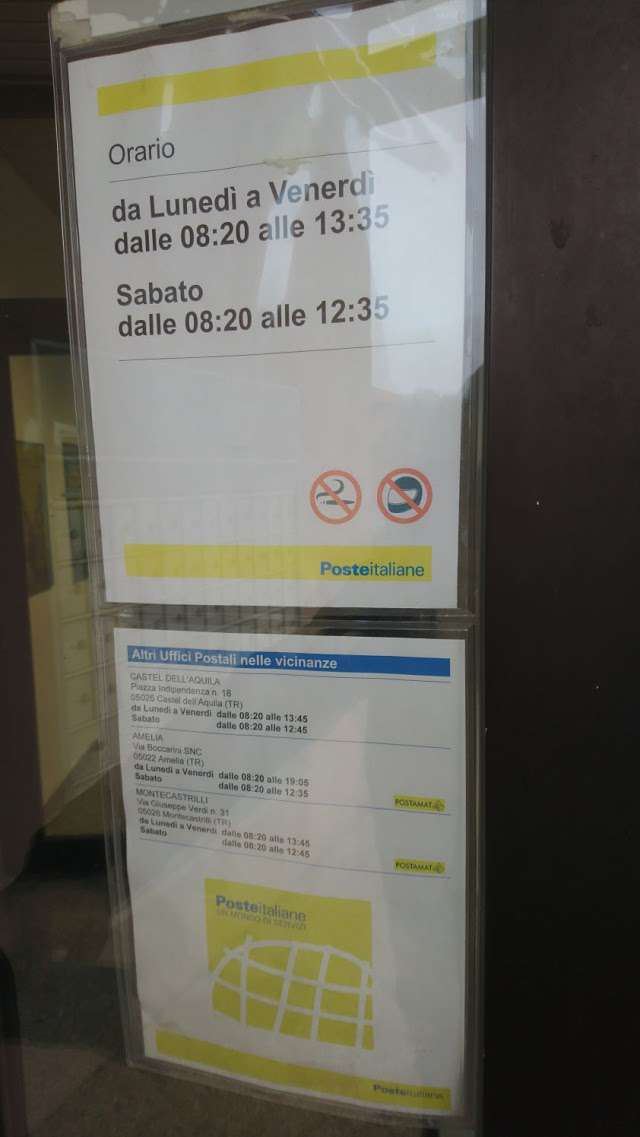 Orario
da Lunedì a Venerdì
dalle 08:20 alle 13:35
Sabato
dalle 08:20 alle 12:35
Posteitaliane
Altri Uffici Postali nelle vicinanze
CASTEL DELL'AQUILA
Piazza Indipendenza n. 18
05025 Castel dell'Aquila (TR)
da Lunedì a Venerdì dalle 08:20 alle 13:45
Sabato dalle 08:20 alle 12:45
AMELIA
Via Boccarini SNC
05022 Amelia (TR)
da Lunedì a Venerdì dalle 08:20 alle 19:05
Sabato dalle 08:20 alle 12:35
POSTAMAT
MONTECASTRILLI
Via Giuseppe Verdi n. 31
05026 Montecastrilli (TR)
da Lunedì a Venerdì dalle 08:20 alle 13:45
Sabato dalle 08:20 alle 12:45
POSTAMAT
Posteitaliane
UN MONDO DI SERVIZI
Posteitaliane